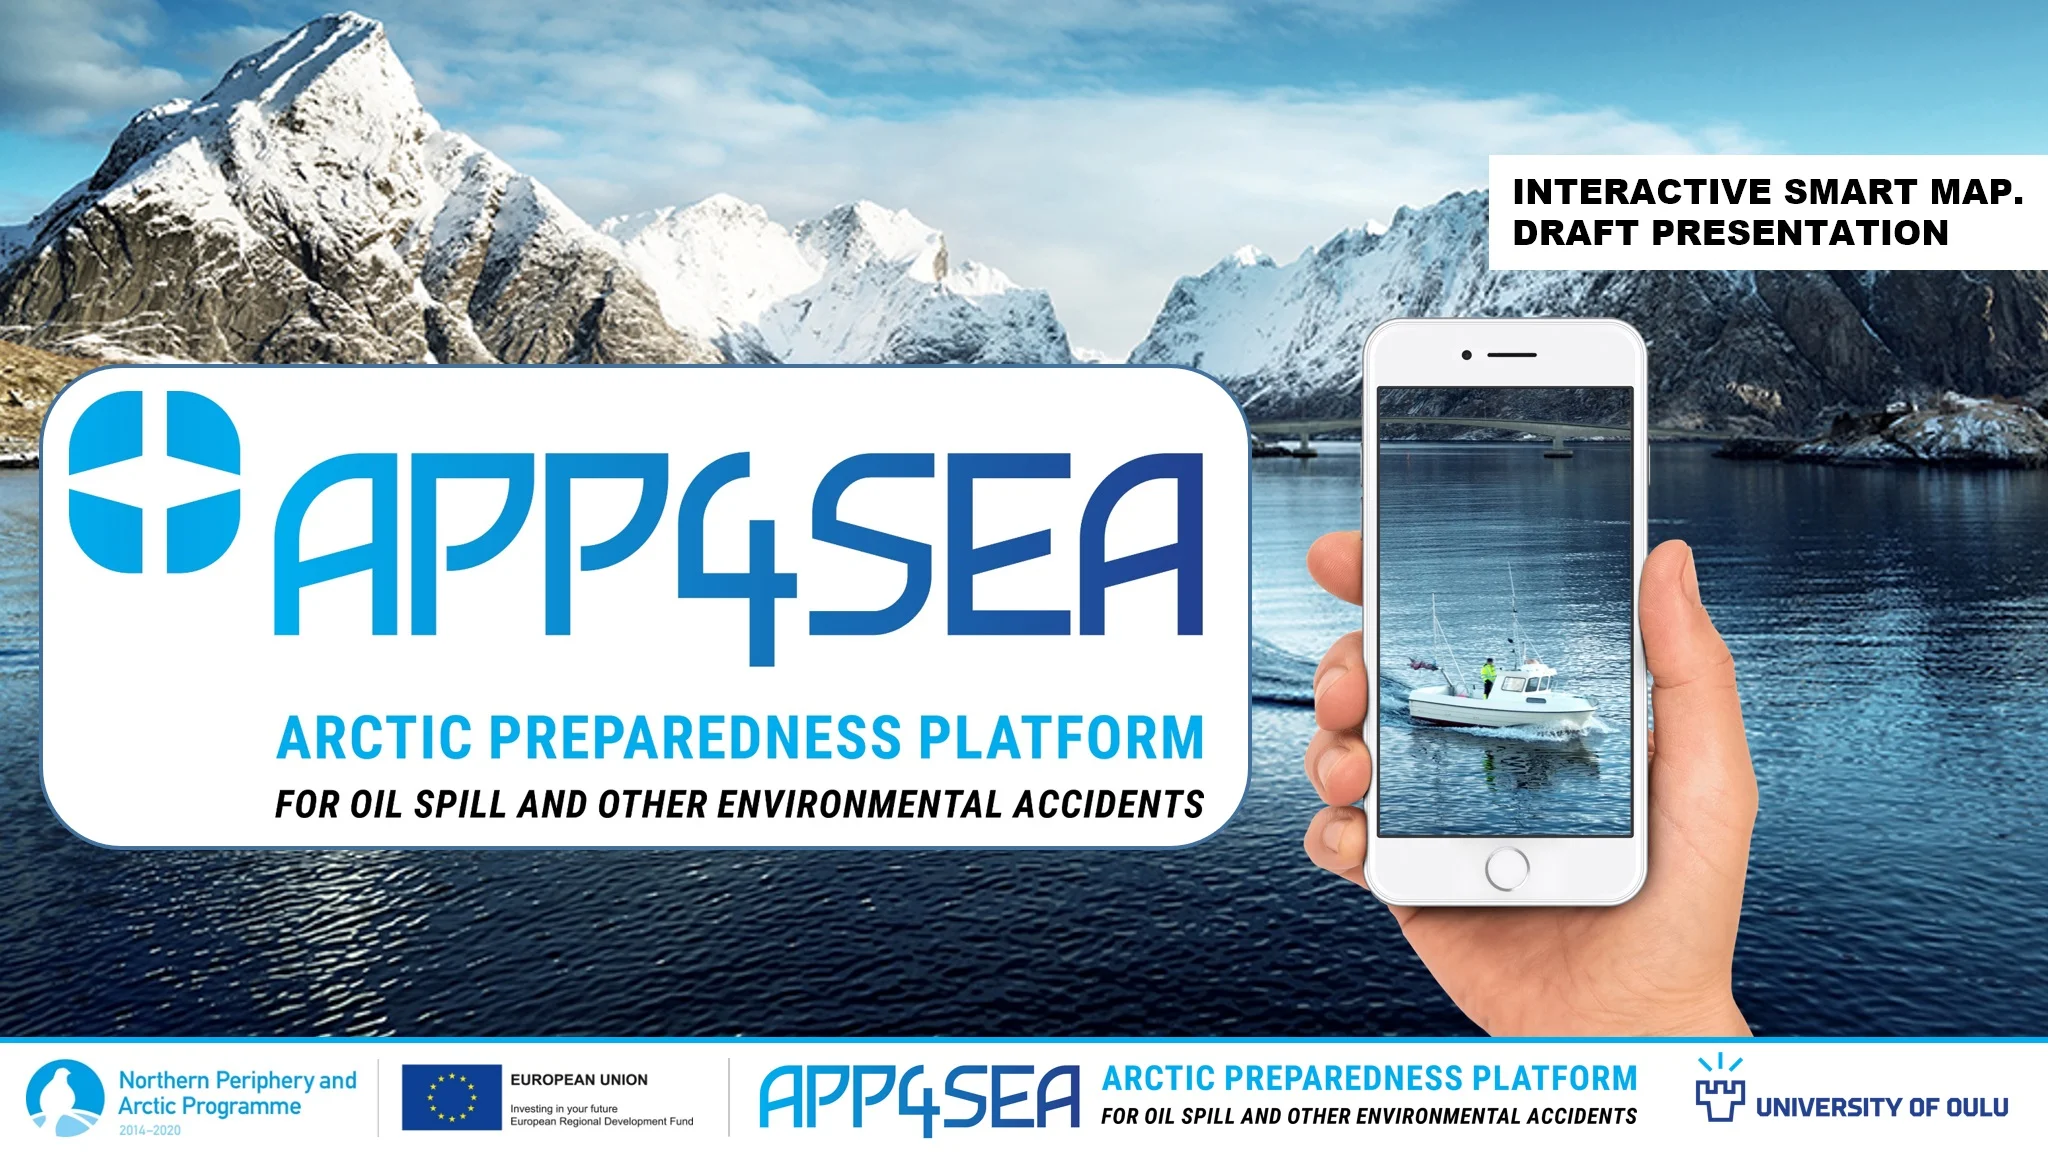 INTERACTIVE SMART MAP.
DRAFT PRESENTATION
APP4SEA
ARCTIC PREPAREDNESS PLATFORM
FOR OIL SPILL AND OTHER ENVIRONMENTAL ACCIDENTS
Northern Periphery and
Arctic Programme
2014–2020
EUROPEAN UNION
Investing in your future
European Regional Development Fund
APP4SEA
ARCTIC PREPAREDNESS PLATFORM
FOR OIL SPILL AND OTHER ENVIRONMENTAL ACCIDENTS
UNIVERSITY OF OULU